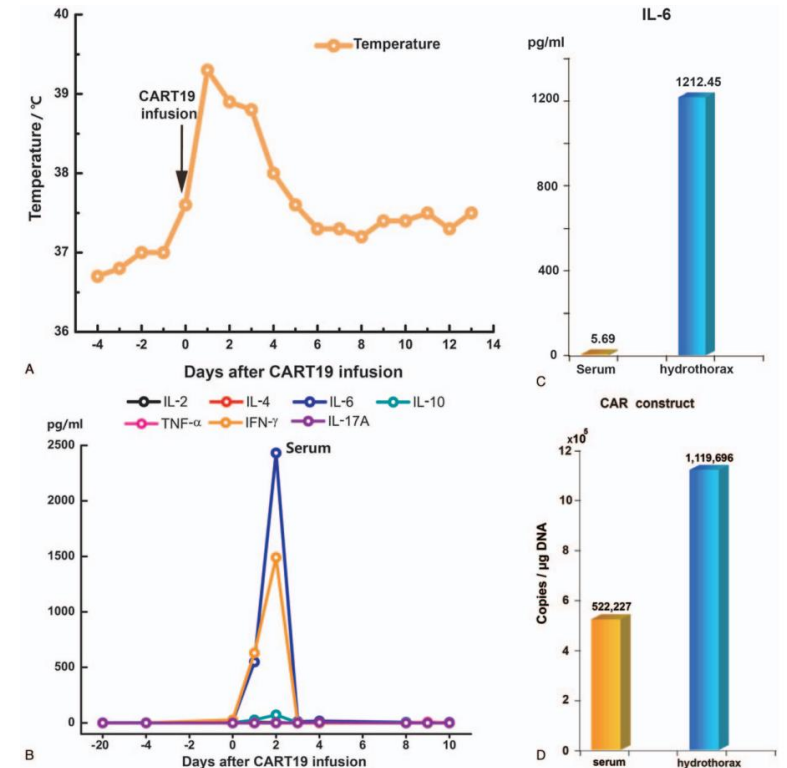 40
39
38
37
36
Temperature / °C
Temperature
CART19
infusion
-4 -2 0 2 4 6 8 10 12 14
Days after CART19 infusion
A
IL-6
pg/ml
1200
800
400
0
1212.45
5.69
Serum hydrothorax
C
IL-2 IL-4 IL-6 IL-10
TNF-α IFN-γ IL-17A
pg/ml
2500
2000
1500
1000
500
0
Serum
-20 -4 -2 0 2 4 6 8 10
Days after CART19 infusion
B
CAR construct
x10⁵
12
10
8
6
4
2
0
Copies / µg DNA
1,119,696
522,227
serum hydrothorax
D